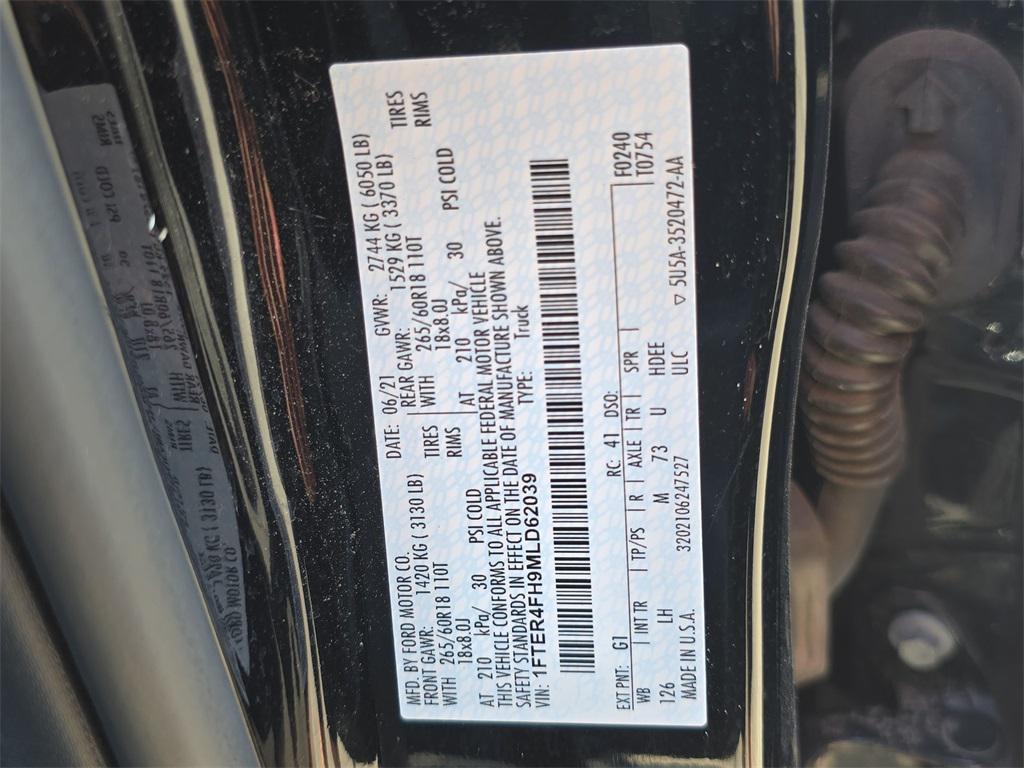 MFD. BY FORD MOTOR CO. DATE: 06/21 GVWR: 2744 KG ( 6050 LB)
FRONT GAWR: 1420 KG ( 3130 LB) REAR GAWR: 1529 KG ( 3370 LB)
WITH 265/60R18 110T TIRES WITH 265/60R18 110T TIRES
18x8.0J RIMS 18x8.0J RIMS
AT 210 kPa/ 30 PSI COLD AT 210 kPa/ 30 PSI COLD
THIS VEHICLE CONFORMS TO ALL APPLICABLE FEDERAL MOTOR VEHICLE
SAFETY STANDARDS IN EFFECT ON THE DATE OF MANUFACTURE SHOWN ABOVE.
VIN: 1FTER4FH9MLD62039 TYPE: Truck
EXT PNT: G1 RC: 41 DSO: F0240
WB INT TR TP/PS R AXLE TR SPR T0754
126 LH M 73 U HDEE
3202106247527 ULC
MADE IN U.S.A. ▽ 5U5A-3520472-AA